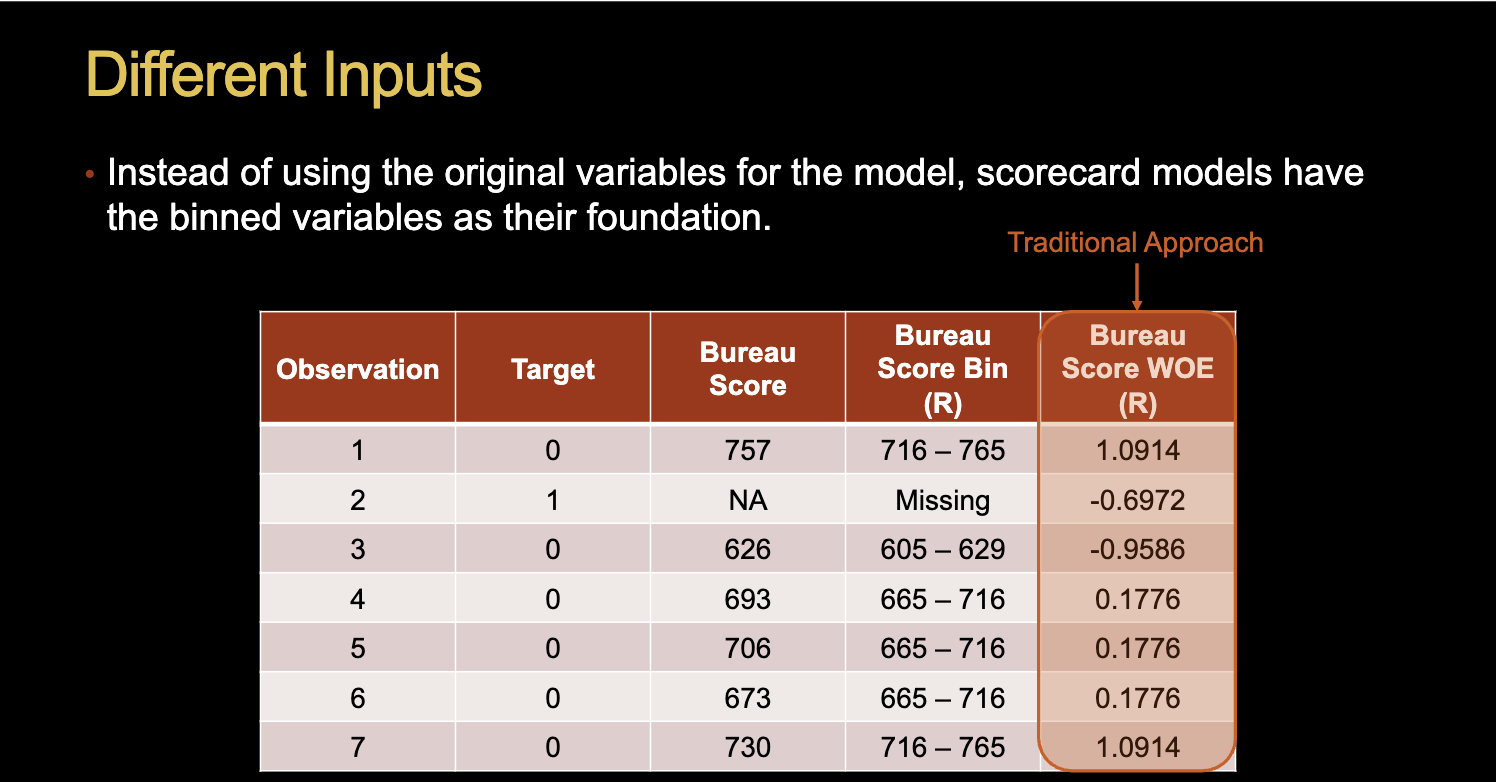 Different Inputs
• Instead of using the original variables for the model, scorecard models have
the binned variables as their foundation.
Traditional Approach
Observation Target Bureau Score Bureau Score Bin (R) Bureau Score WOE (R)
1 0 757 716 – 765 1.0914
2 1 NA Missing -0.6972
3 0 626 605 – 629 -0.9586
4 0 693 665 – 716 0.1776
5 0 706 665 – 716 0.1776
6 0 673 665 – 716 0.1776
7 0 730 716 – 765 1.0914